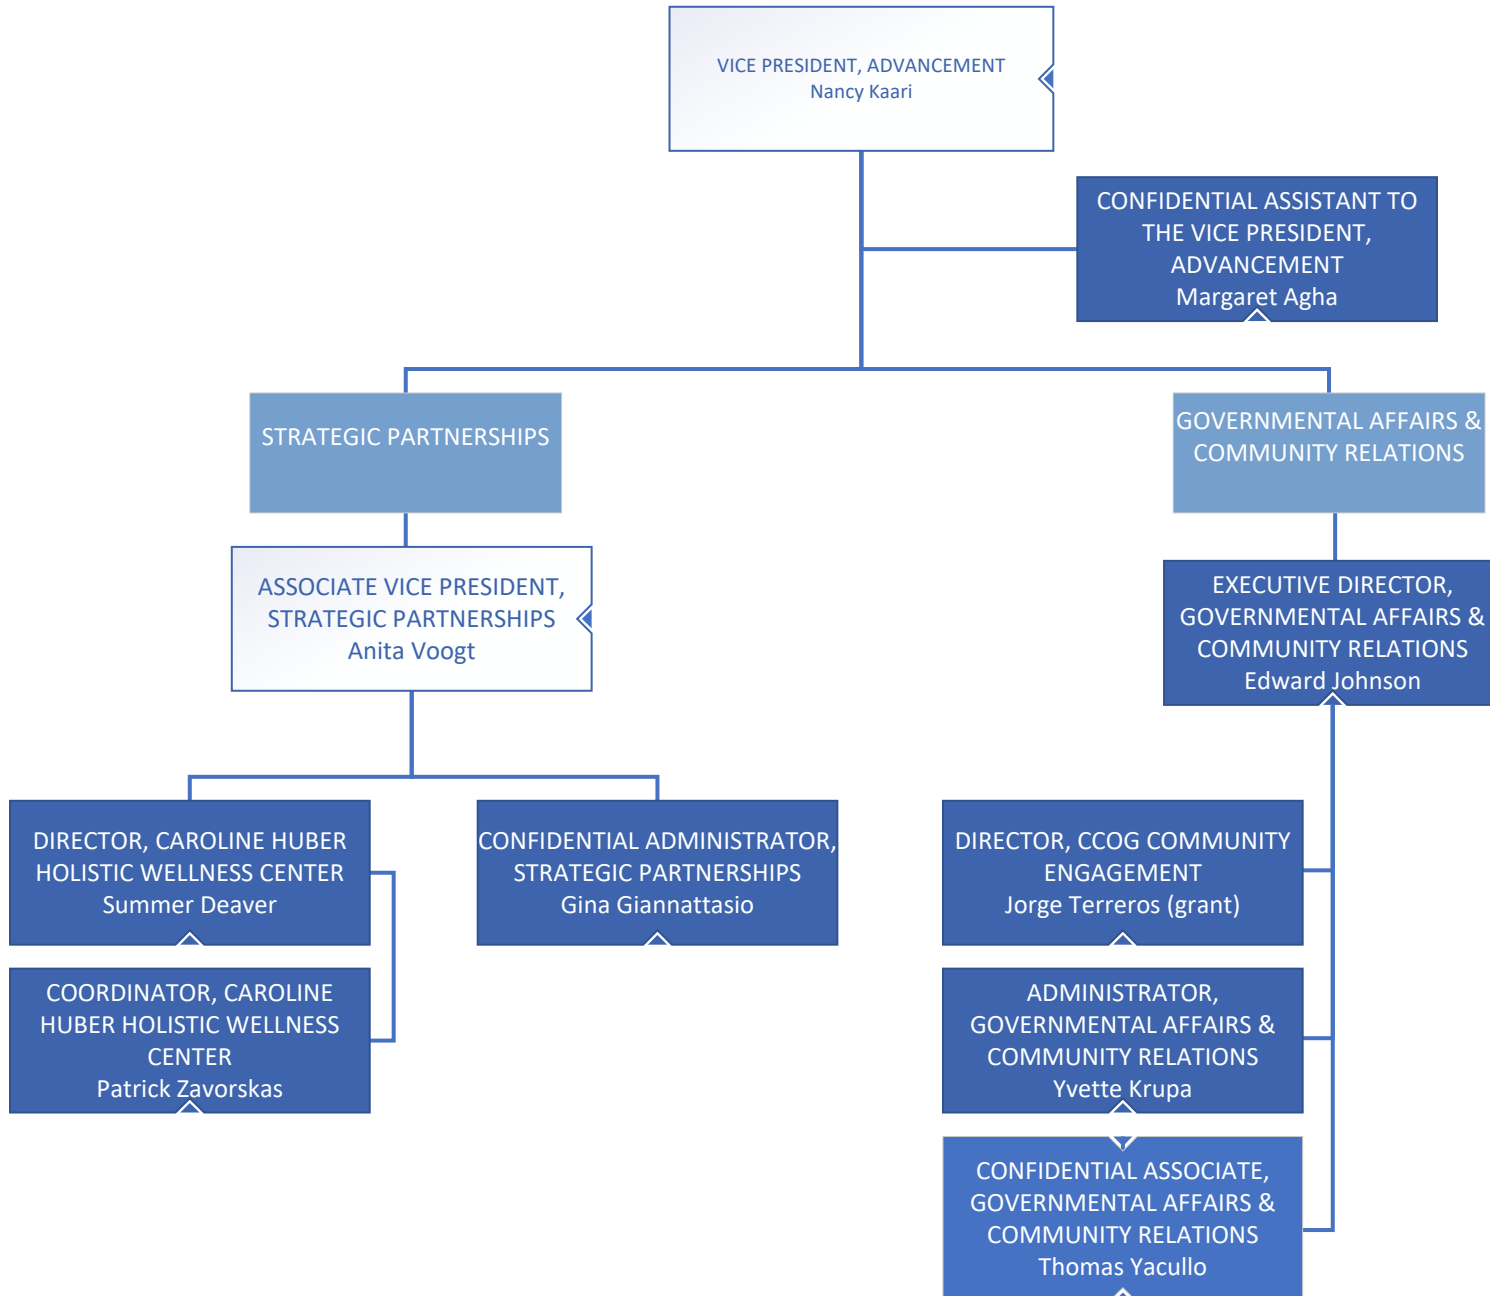 VICE PRESIDENT, ADVANCEMENT
Nancy Kaari
CONFIDENTIAL ASSISTANT TO
THE VICE PRESIDENT,
ADVANCEMENT
Margaret Agha
STRATEGIC PARTNERSHIPS
GOVERNMENTAL AFFAIRS &
COMMUNITY RELATIONS
ASSOCIATE VICE PRESIDENT,
STRATEGIC PARTNERSHIPS
Anita Voogt
EXECUTIVE DIRECTOR,
GOVERNMENTAL AFFAIRS &
COMMUNITY RELATIONS
Edward Johnson
DIRECTOR, CAROLINE HUBER
HOLISTIC WELLNESS CENTER
Summer Deaver
CONFIDENTIAL ADMINISTRATOR,
STRATEGIC PARTNERSHIPS
Gina Giannattasio
DIRECTOR, CCOG COMMUNITY
ENGAGEMENT
Jorge Terreros (grant)
COORDINATOR, CAROLINE
HUBER HOLISTIC WELLNESS
CENTER
Patrick Zavorskas
ADMINISTRATOR,
GOVERNMENTAL AFFAIRS &
COMMUNITY RELATIONS
Yvette Krupa
CONFIDENTIAL ASSOCIATE,
GOVERNMENTAL AFFAIRS &
COMMUNITY RELATIONS
Thomas Yacullo